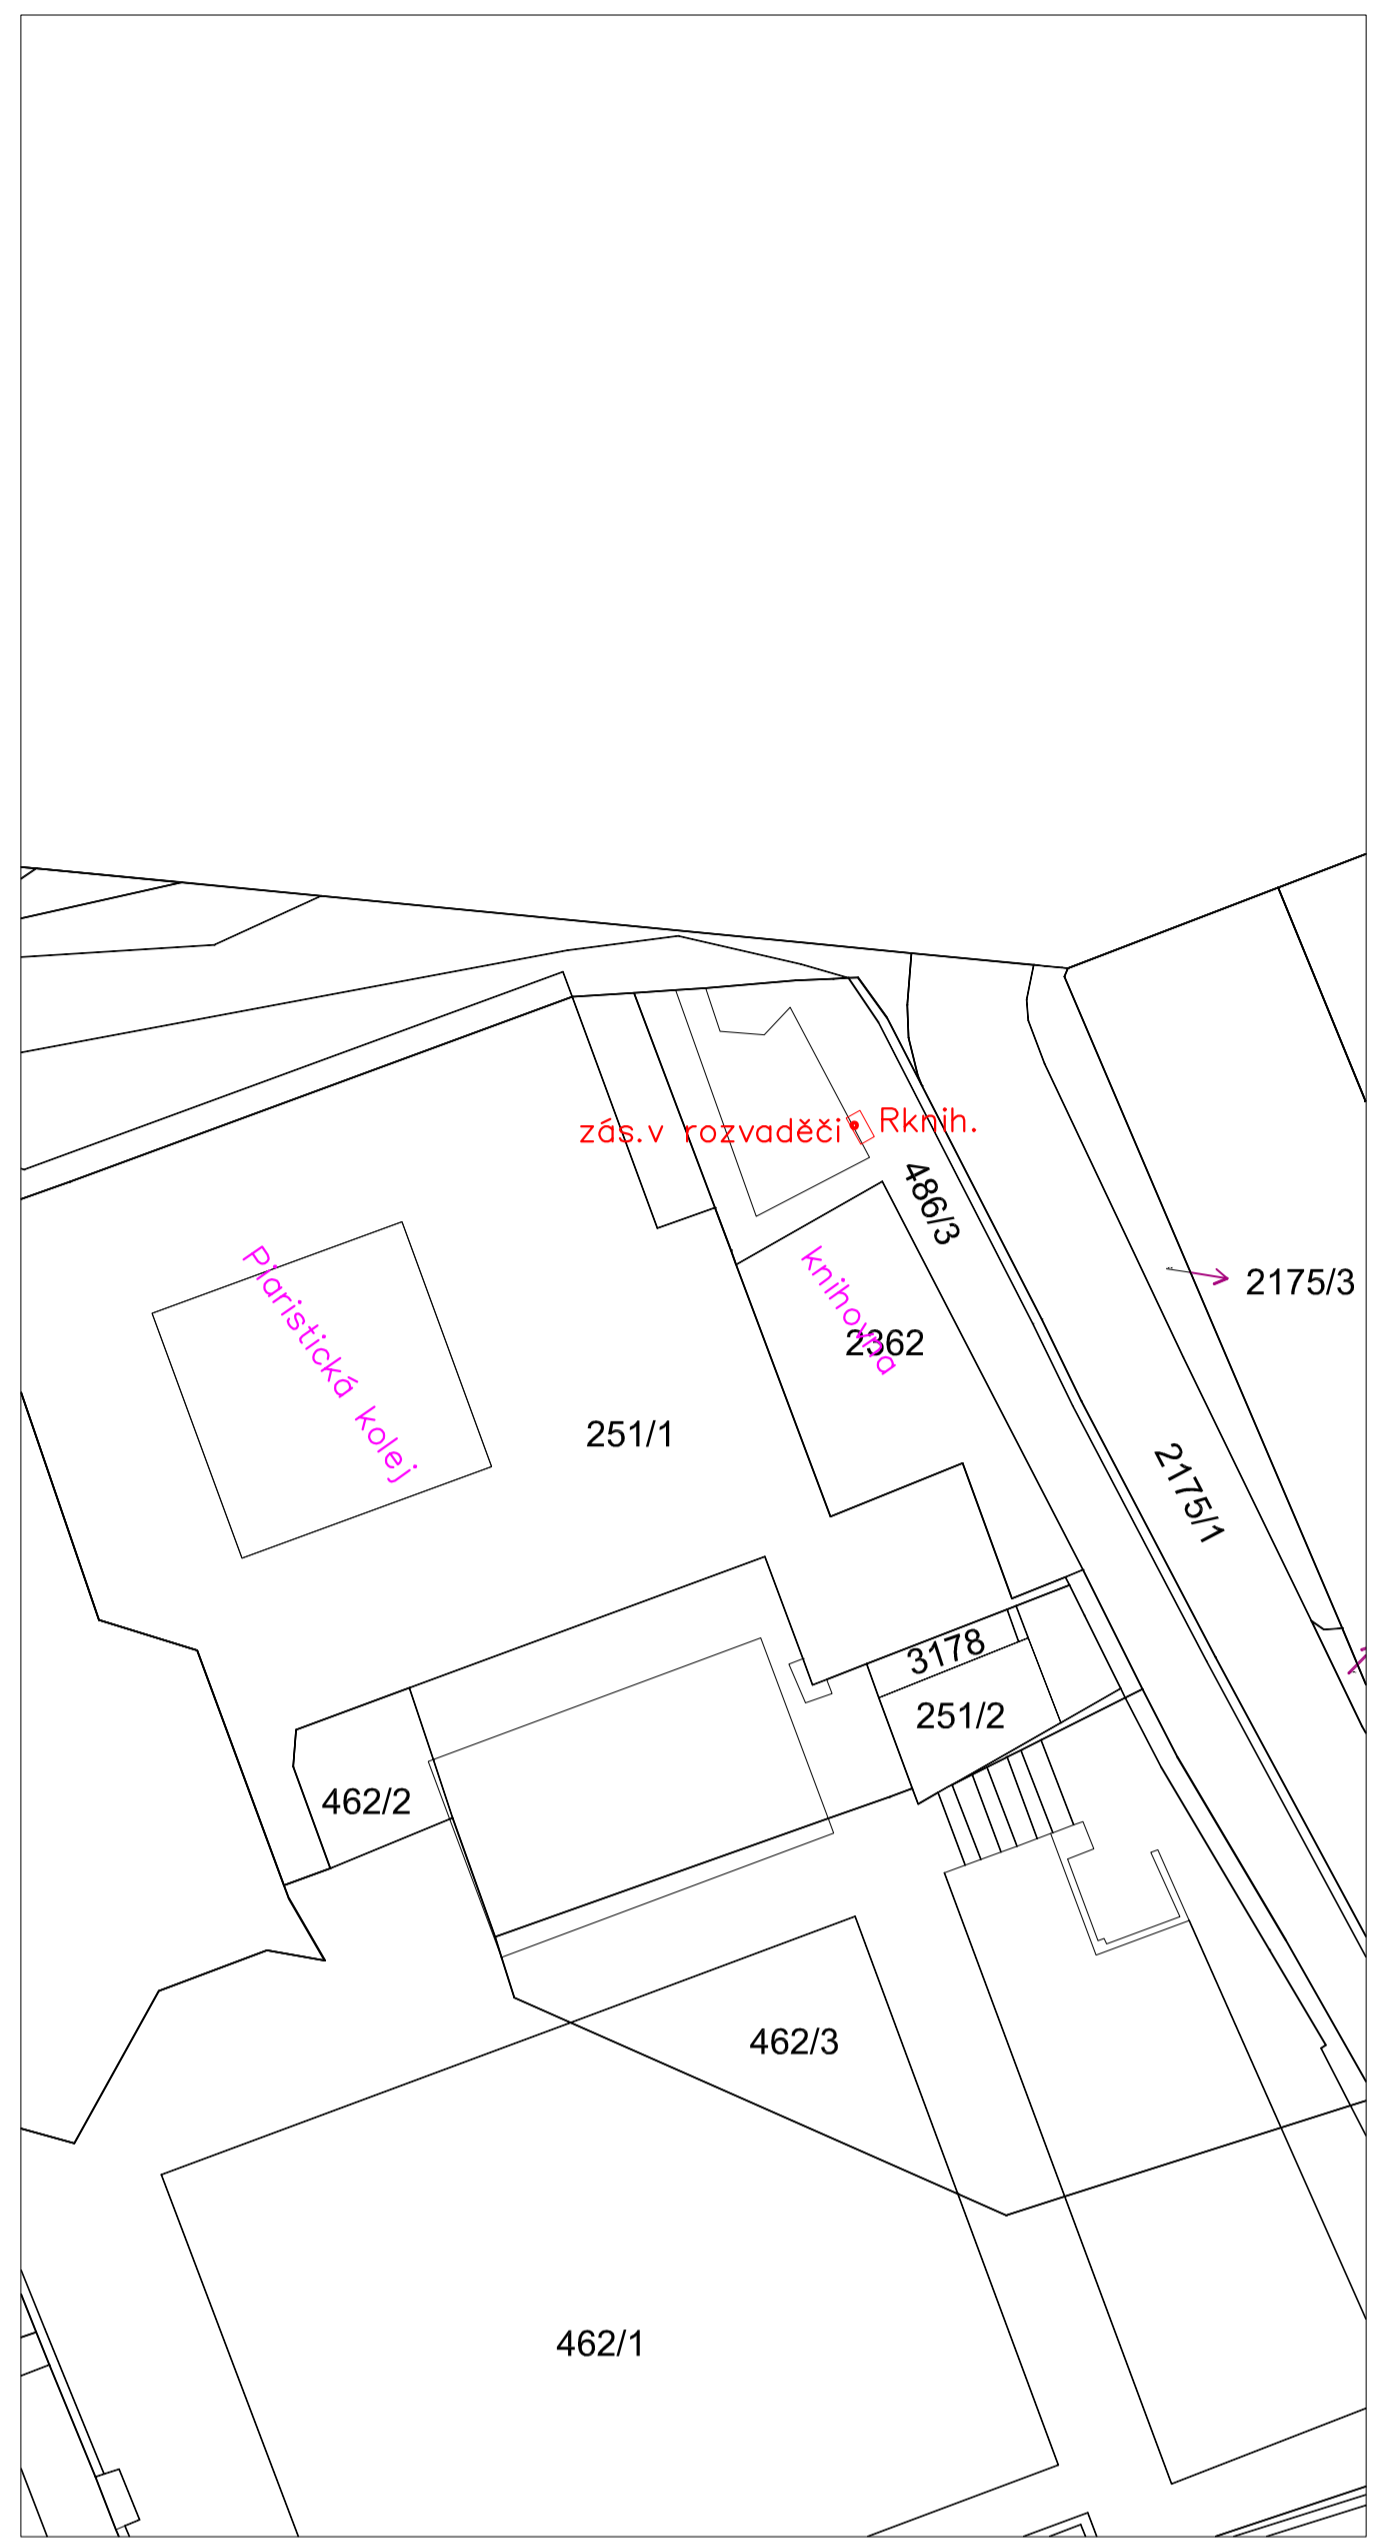 Rknih.
zás.v rozvaděči
486/3
Piaristická kolej
knihovna
2175/3
2362
251/1
2175/1
3178
251/2
462/2
462/3
462/1